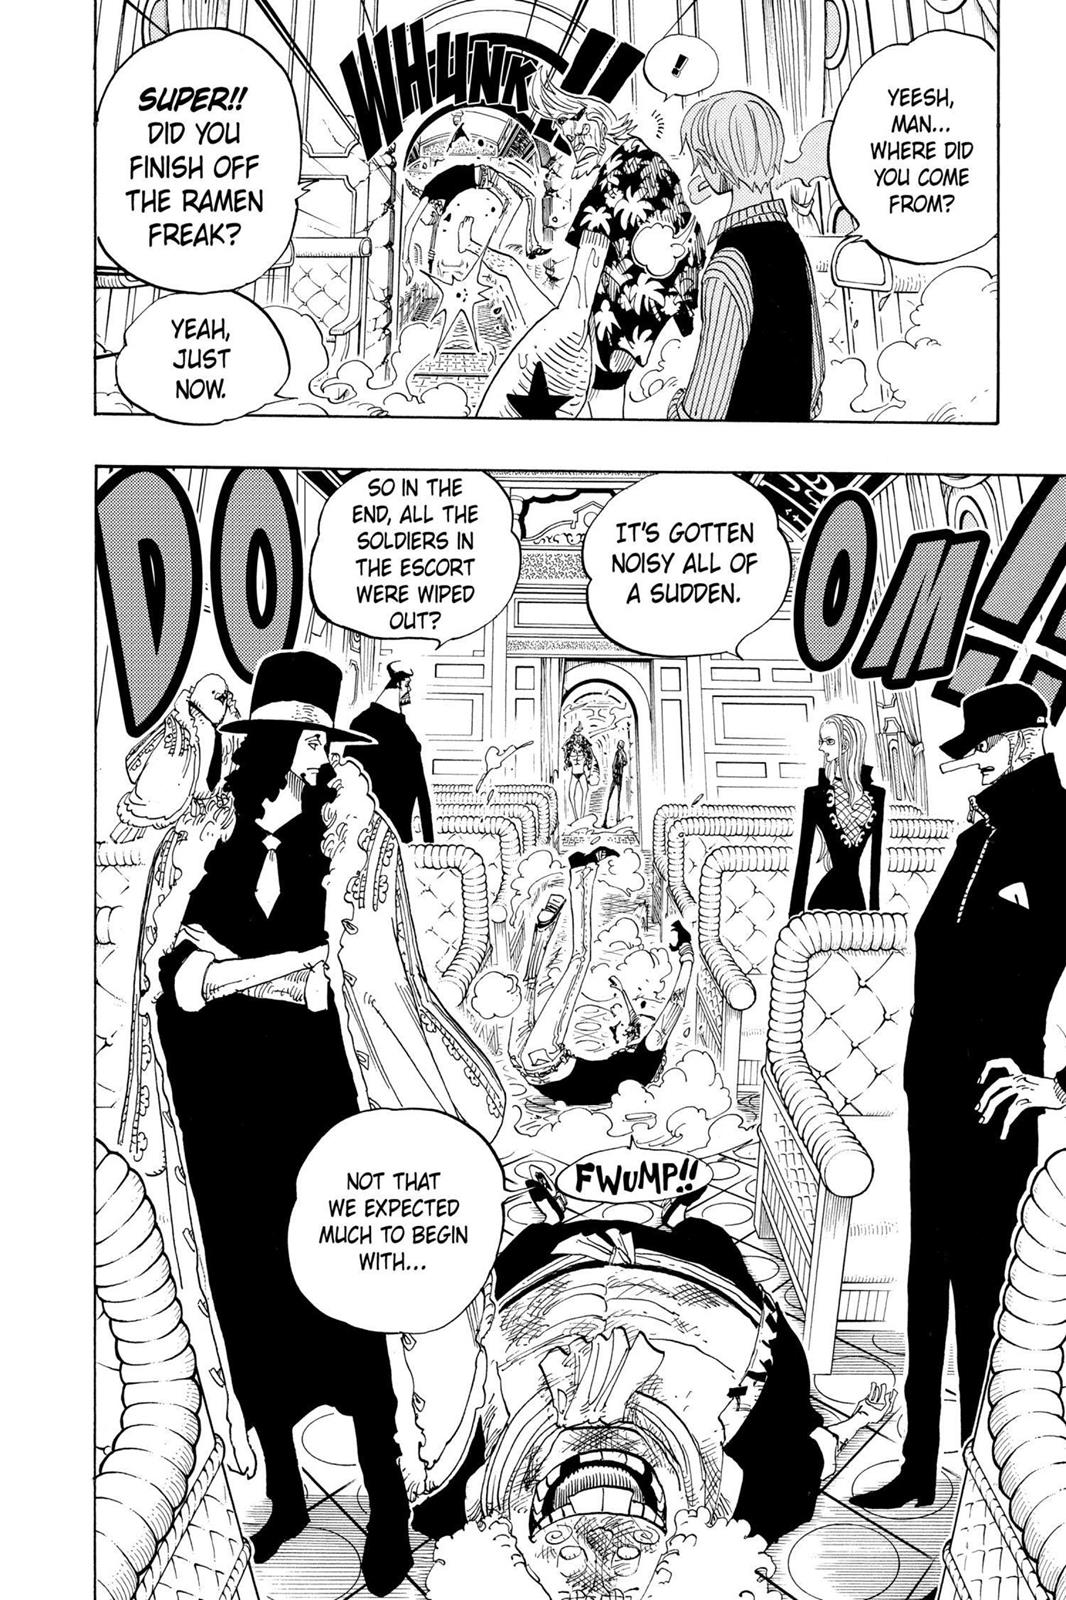 SUPER!!
DID YOU
FINISH OFF
THE RAMEN
FREAK?
YEAH,
JUST
NOW.
WHUNK!!
!
YEESH,
MAN...
WHERE DID
YOU COME
FROM?
DOOM!!
SO IN THE
END, ALL THE
SOLDIERS IN
THE ESCORT
WERE WIPED
OUT?
IT'S GOTTEN
NOISY ALL OF
A SUDDEN.
NOT THAT
WE EXPECTED
MUCH TO BEGIN
WITH...
FWUMP!!